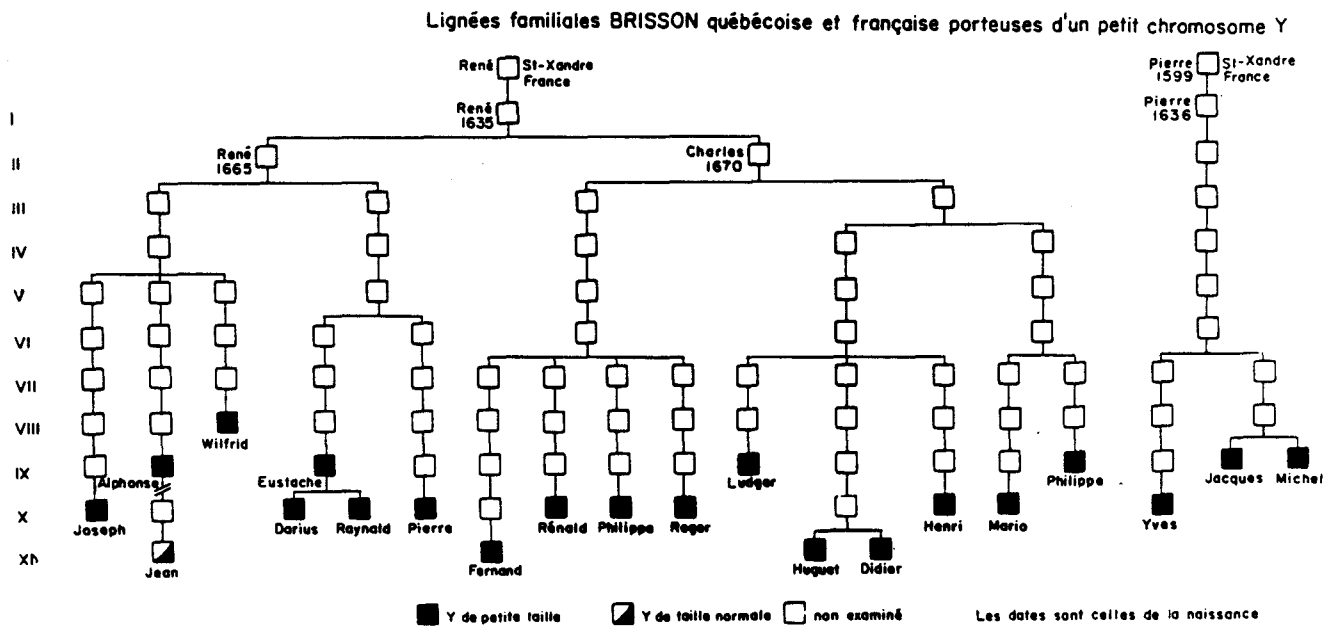 Lignées familiales BRISSON québécoise et française porteuses d'un petit chromosome Y
René St-Xandre
France
Pierre St-Xandre
1599 France
René
1635
Pierre
1636
I
René
1665
Charles
1670
II
III
IV
V
VI
VII
VIII
Wilfrid
IX
Alphonse
Eustache
Ludger
Philippe
Jacques Michel
X
Joseph
Darius Raynald Pierre
Rénald Philippe Roger
Henri Mario
Yves
XI
Jean
Fernand
Huguet Didier
Y de petite taille
Y de taille normale
non examiné
Les dates sont celles de la naissance